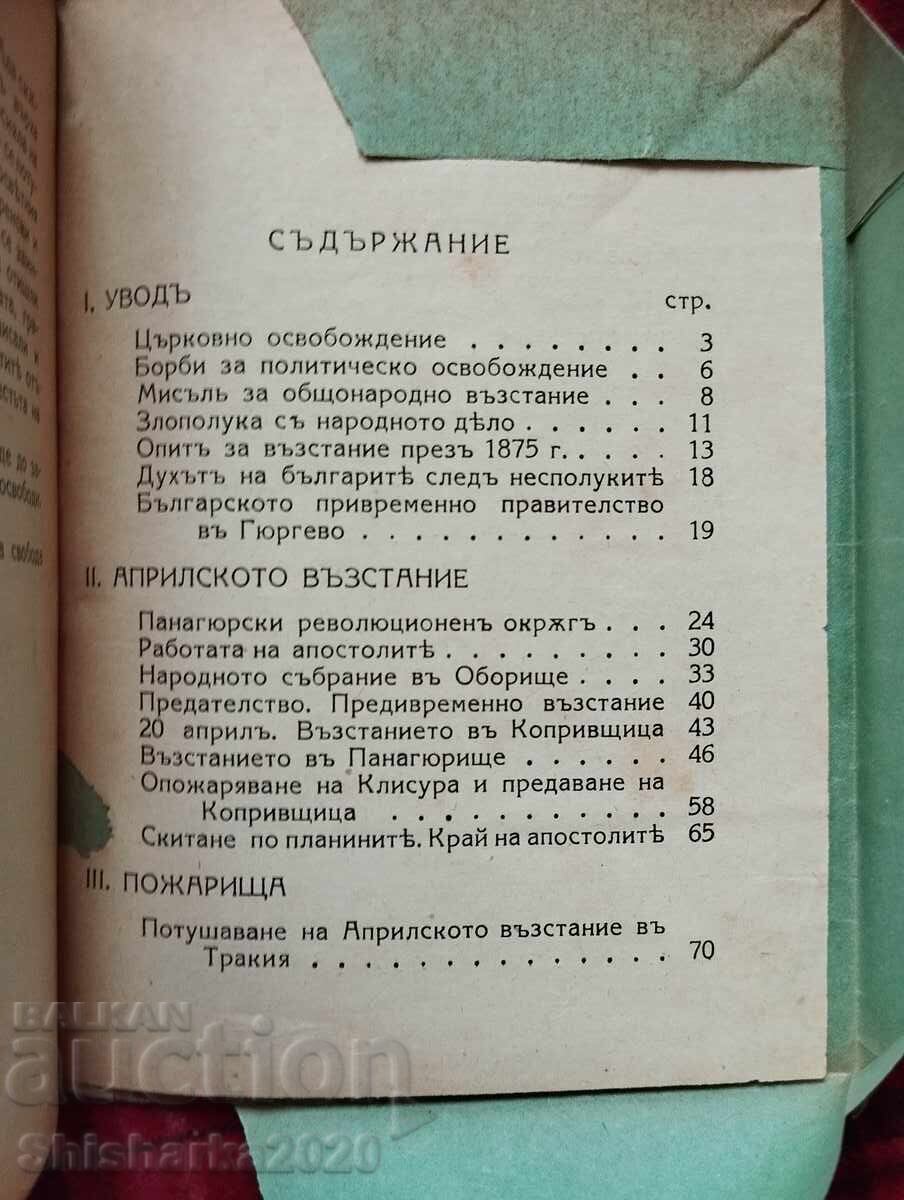 СЪДЪРЖАНИЕ
I. УВОДЪ стр.
Църковно освобождение . . . . . . . . 3
Борби за политическо освобождение . . 6
Мисъль за общонародно възстание . . . 8
Злополука съ народното дѣло . . . . . . 11
Опитъ за възстание презъ 1875 г. . . . . 13
Духътъ на българитѣ следъ несполукитѣ 18
Българското привременно правителство
въ Гюргево . . . . . . . . . . . . . 19
II. АПРИЛСКОТО ВЪЗСТАНИЕ
Панагюрски революционенъ окрѫгъ . . . 24
Работата на апостолитѣ . . . . . . . . . 30
Народното събрание въ Оборище . . . . 33
Предателство. Предивременно възстание 40
20 априлъ. Възстанието въ Копривщица 43
Възстанието въ Панагюрище . . . . . . 46
Опожаряване на Клисура и предаване на
Копривщица . . . . . . . . . . . 58
Скитане по планинитѣ. Край на апостолитѣ 65
III. ПОЖАРИЩА
Потушаване на Априлското възстание въ
Тракия . . . . . . . . . . . . . . 70
BALKAN
auction
Shisharka2020